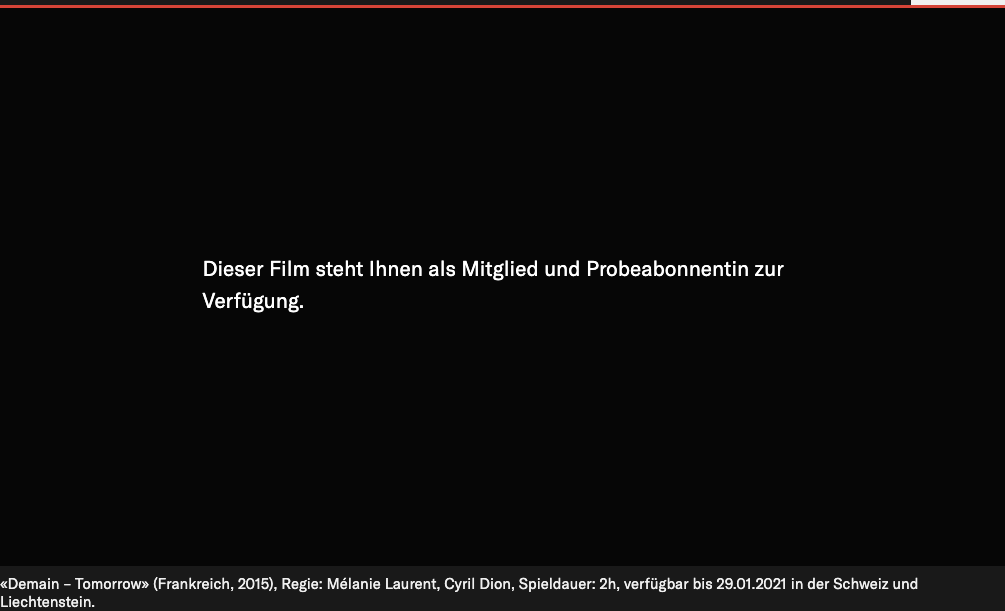 Dieser Film steht Ihnen als Mitglied und Probeabonnentin zur
Verfügung.
«Demain – Tomorrow» (Frankreich, 2015), Regie: Mélanie Laurent, Cyril Dion, Spieldauer: 2h, verfügbar bis 29.01.2021 in der Schweiz und
Liechtenstein.